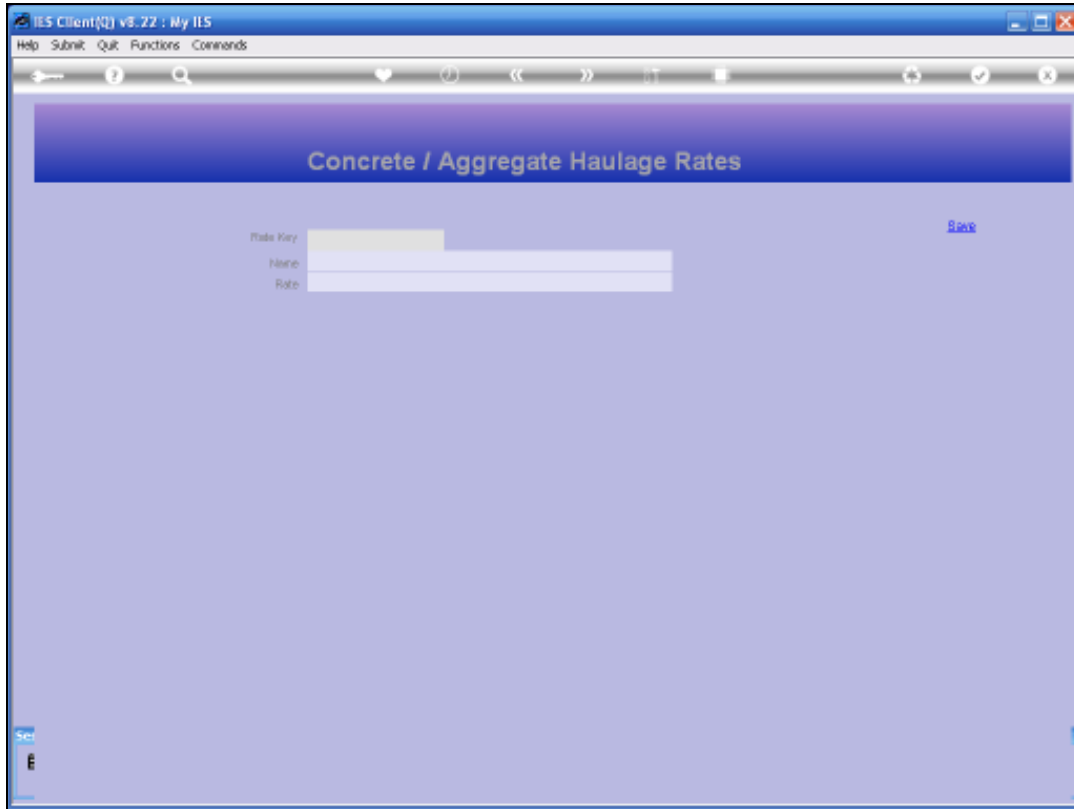 IES Client(Q) v8.22 : My IES
Help Submit Quit Functions Commands
Concrete / Aggregate Haulage Rates
Save
Rate Key
Name
Rate
Ses